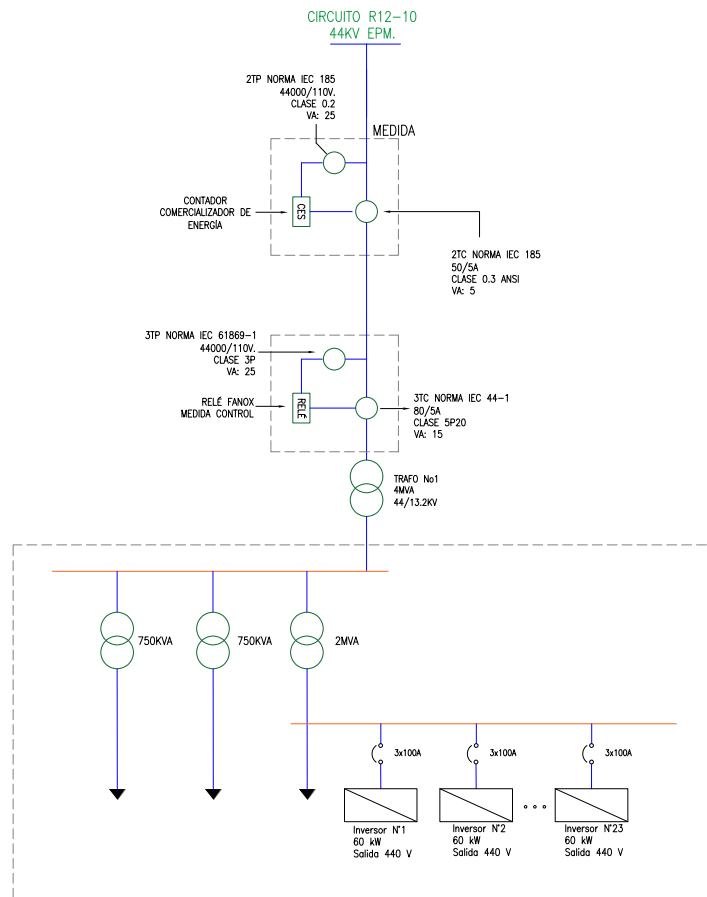 CIRCUITO R12-10
44KV EPM.
2TP NORMA IEC 185
44000/110V.
CLASE 0.2
VA: 25
MEDIDA
CONTADOR
COMERCIALIZADOR DE
ENERGÍA
CES
2TC NORMA IEC 185
50/5A
CLASE 0.3 ANSI
VA: 5
3TP NORMA IEC 61869-1
44000/110V.
CLASE 3P
VA: 25
RELÉ FANOX
MEDIDA CONTROL
RELÉ
3TC NORMA IEC 44-1
80/5A
CLASE 5P20
VA: 15
TRAFO No1
4MVA
44/13.2KV
750KVA
750KVA
2MVA
3x100A
3x100A
3x100A
Inversor N°1
60 kW
Salida 440 V
Inversor N°2
60 kW
Salida 440 V
Inversor N°23
60 kW
Salida 440 V